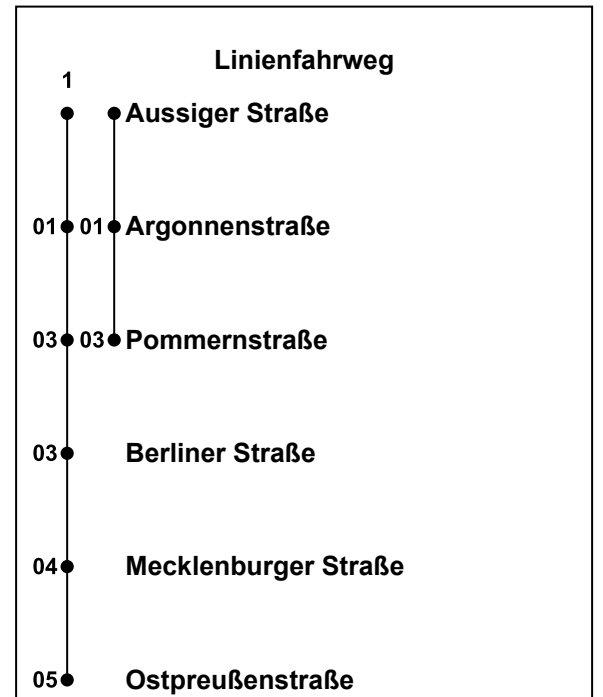 Linienfahrweg
1
Aussiger Straße
01 01 Argonnenstraße
03 03 Pommernstraße
03 Berliner Straße
04 Mecklenburger Straße
05 Ostpreußenstraße